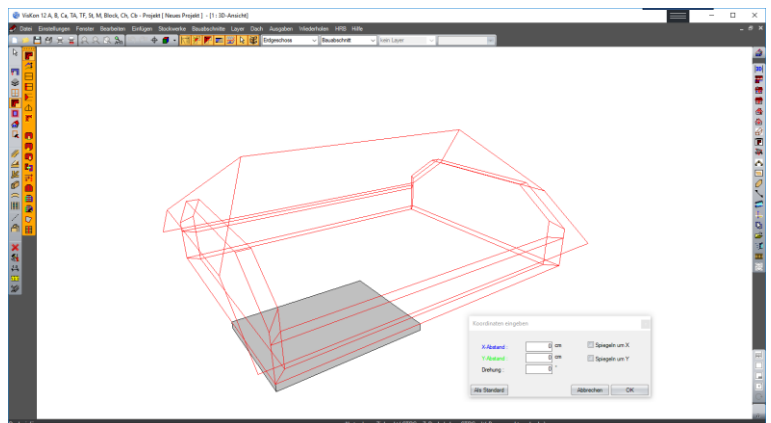 VisKon 12 A, B, Ca, TA, TF, St, M, Block, Ch, Cb - Projekt [ Neues Projekt ] - [1 : 3D-Ansicht]
Datei Einstellungen Fenster Bearbeiten Einfügen Stockwerke Bauabschnitte Layer Dach Ausgaben Wiederholen HRB Hilfe
Erdgeschoss Bauabschnitt kein Layer
Koordinaten eingeben
X-Abstand : 0 cm Spiegeln um X
Y-Abstand : 0 cm Spiegeln um Y
Drehung : 0 °
Als Standard Abbrechen OK